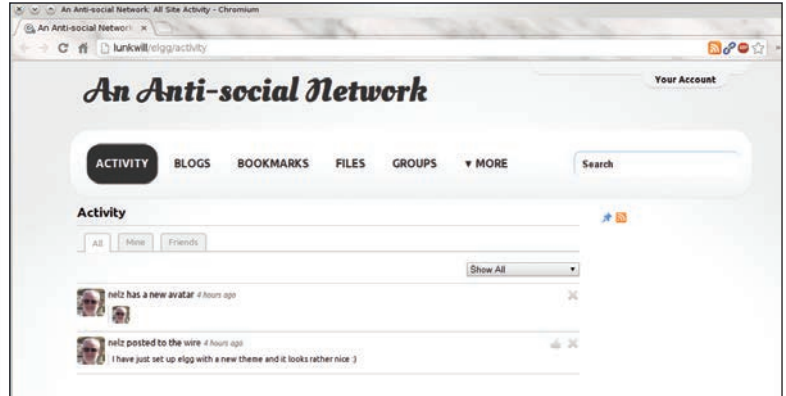 An Anti-social Network: All Site Activity - Chromium
An Anti-social Network:
lunkwill/elgg/activity
An Anti-social Network
Your Account
ACTIVITY BLOGS BOOKMARKS FILES GROUPS ▾ MORE Search
Activity
All Mine Friends
Show All
nelz has a new avatar 4 hours ago
nelz posted to the wire 4 hours ago
I have just set up elgg with a new theme and it looks rather nice :)